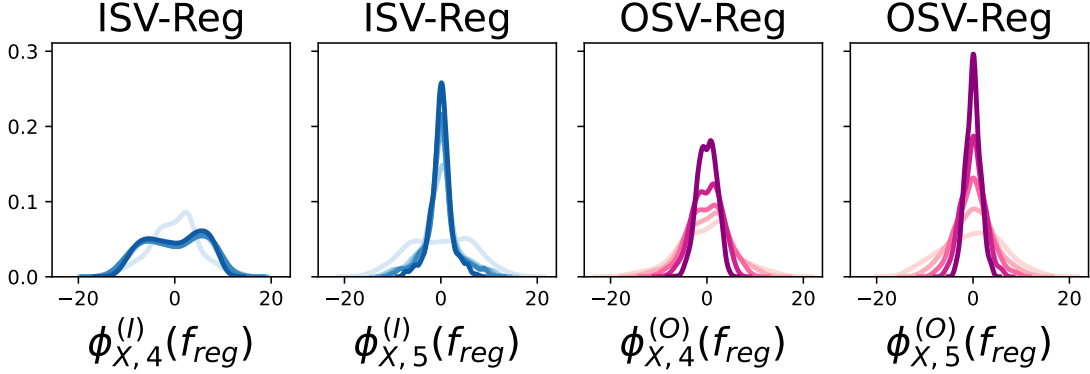 ISV-Reg ISV-Reg OSV-Reg OSV-Reg
0.3
0.2
0.1
0.0
−20 0 20 −20 0 20 −20 0 20 −20 0 20
ϕ_{X, 4}^{(I)}(f_{reg}) ϕ_{X, 5}^{(I)}(f_{reg}) ϕ_{X, 4}^{(O)}(f_{reg}) ϕ_{X, 5}^{(O)}(f_{reg})